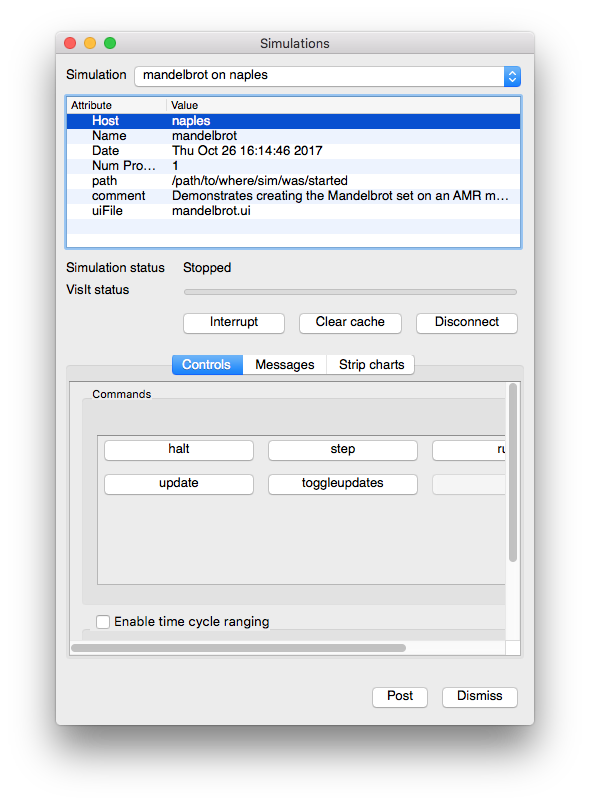 Simulations
Simulation mandelbrot on naples
Attribute Value
Host naples
Name mandelbrot
Date Thu Oct 26 16:14:46 2017
Num Pro... 1
path /path/to/where/sim/was/started
comment Demonstrates creating the Mandelbrot set on an AMR m...
uiFile mandelbrot.ui
Simulation status Stopped
VisIt status
Interrupt Clear cache Disconnect
Controls Messages Strip charts
Commands
halt step
update toggleupdates
Enable time cycle ranging
Post Dismiss